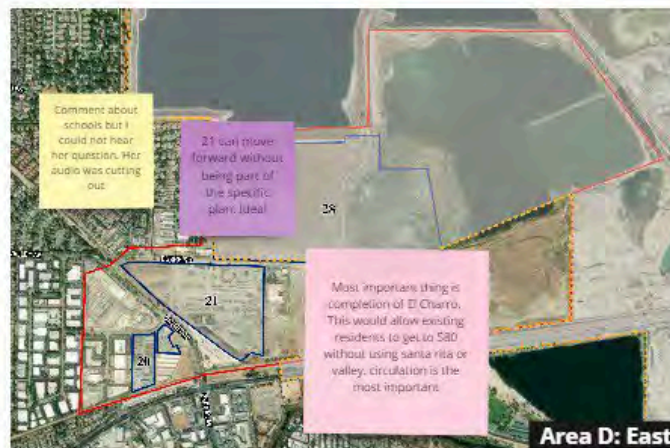 Comment about
schools but I
could not hear
her question. Her
audio was cutting
out
21 can move
forward without
being part of
the specific
plan. Ideal
28
Most important thing is
completion of El Charro.
This would allow existing
residents to get to 580
without using santa rita or
valley. circulation is the
most important
21
20
Area D: East